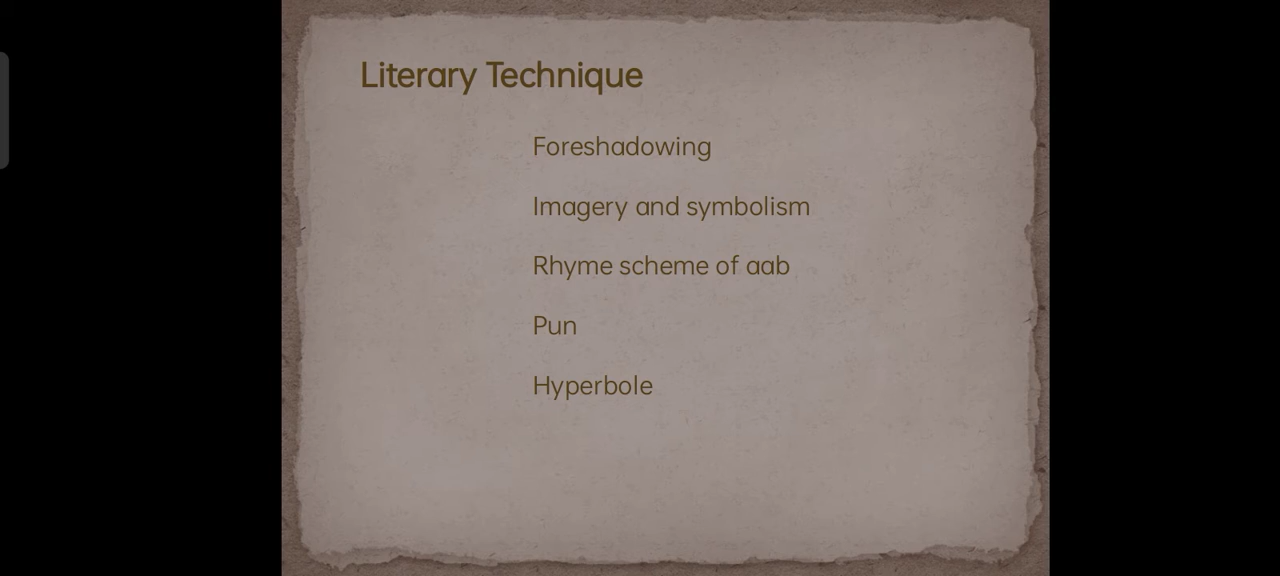 Literary Technique
Foreshadowing
Imagery and symbolism
Rhyme scheme of aab
Pun
Hyperbole